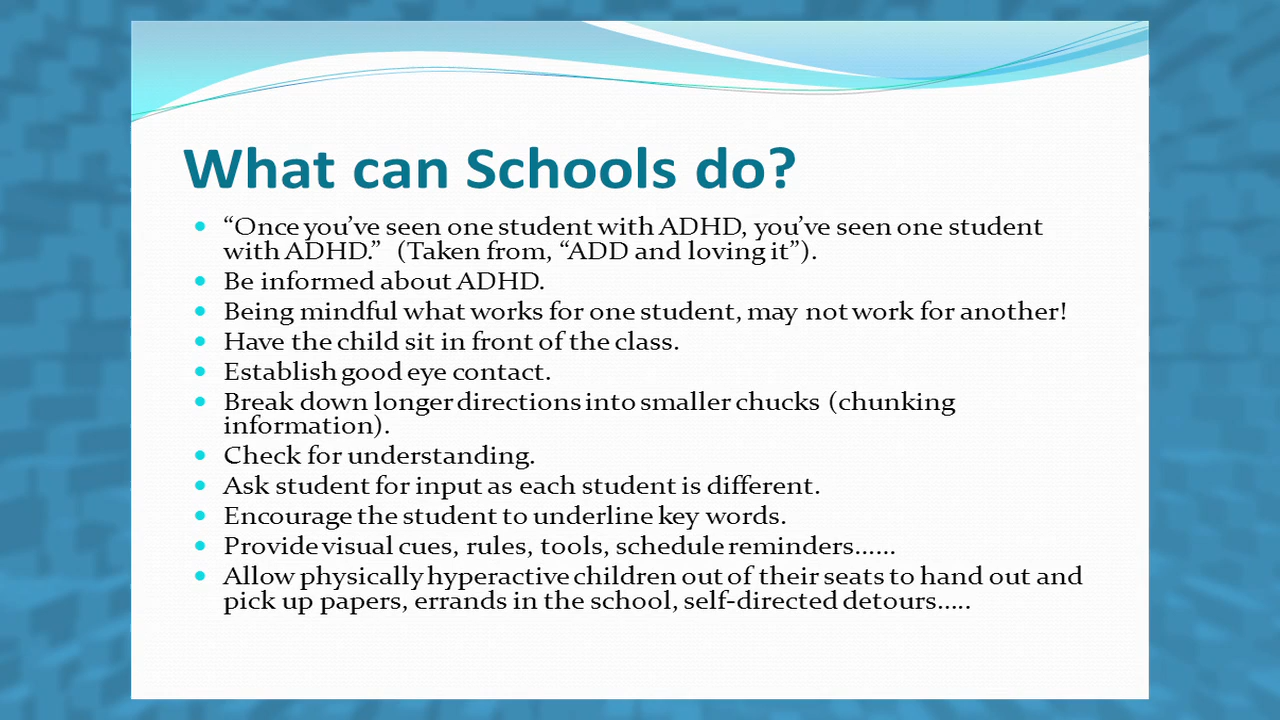 What can Schools do?
“Once you’ve seen one student with ADHD, you’ve seen one student
with ADHD.” (Taken from, “ADD and loving it”).
Be informed about ADHD.
Being mindful what works for one student, may not work for another!
Have the child sit in front of the class.
Establish good eye contact.
Break down longer directions into smaller chucks (chunking
information).
Check for understanding.
Ask student for input as each student is different.
Encourage the student to underline key words.
Provide visual cues, rules, tools, schedule reminders......
Allow physically hyperactive children out of their seats to hand out and
pick up papers, errands in the school, self-directed detours.....